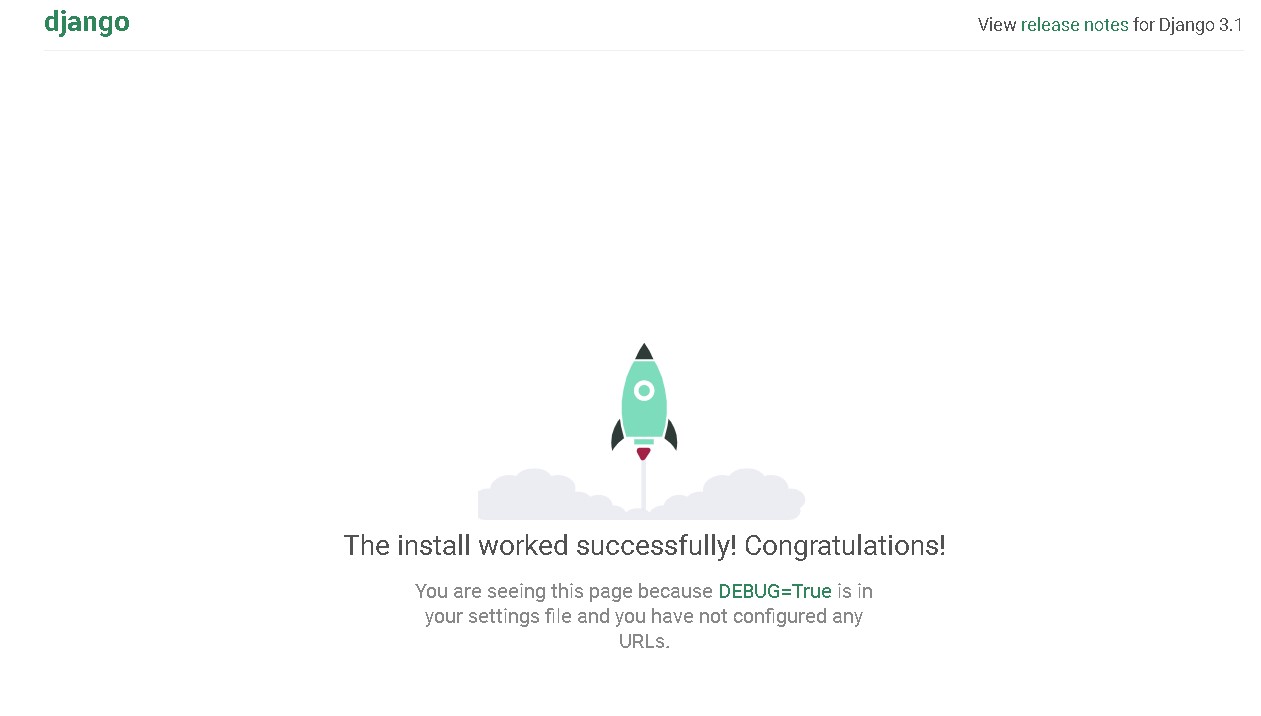 django
View release notes for Django 3.1
The install worked successfully! Congratulations!
You are seeing this page because DEBUG=True is in
your settings file and you have not configured any
URLs.